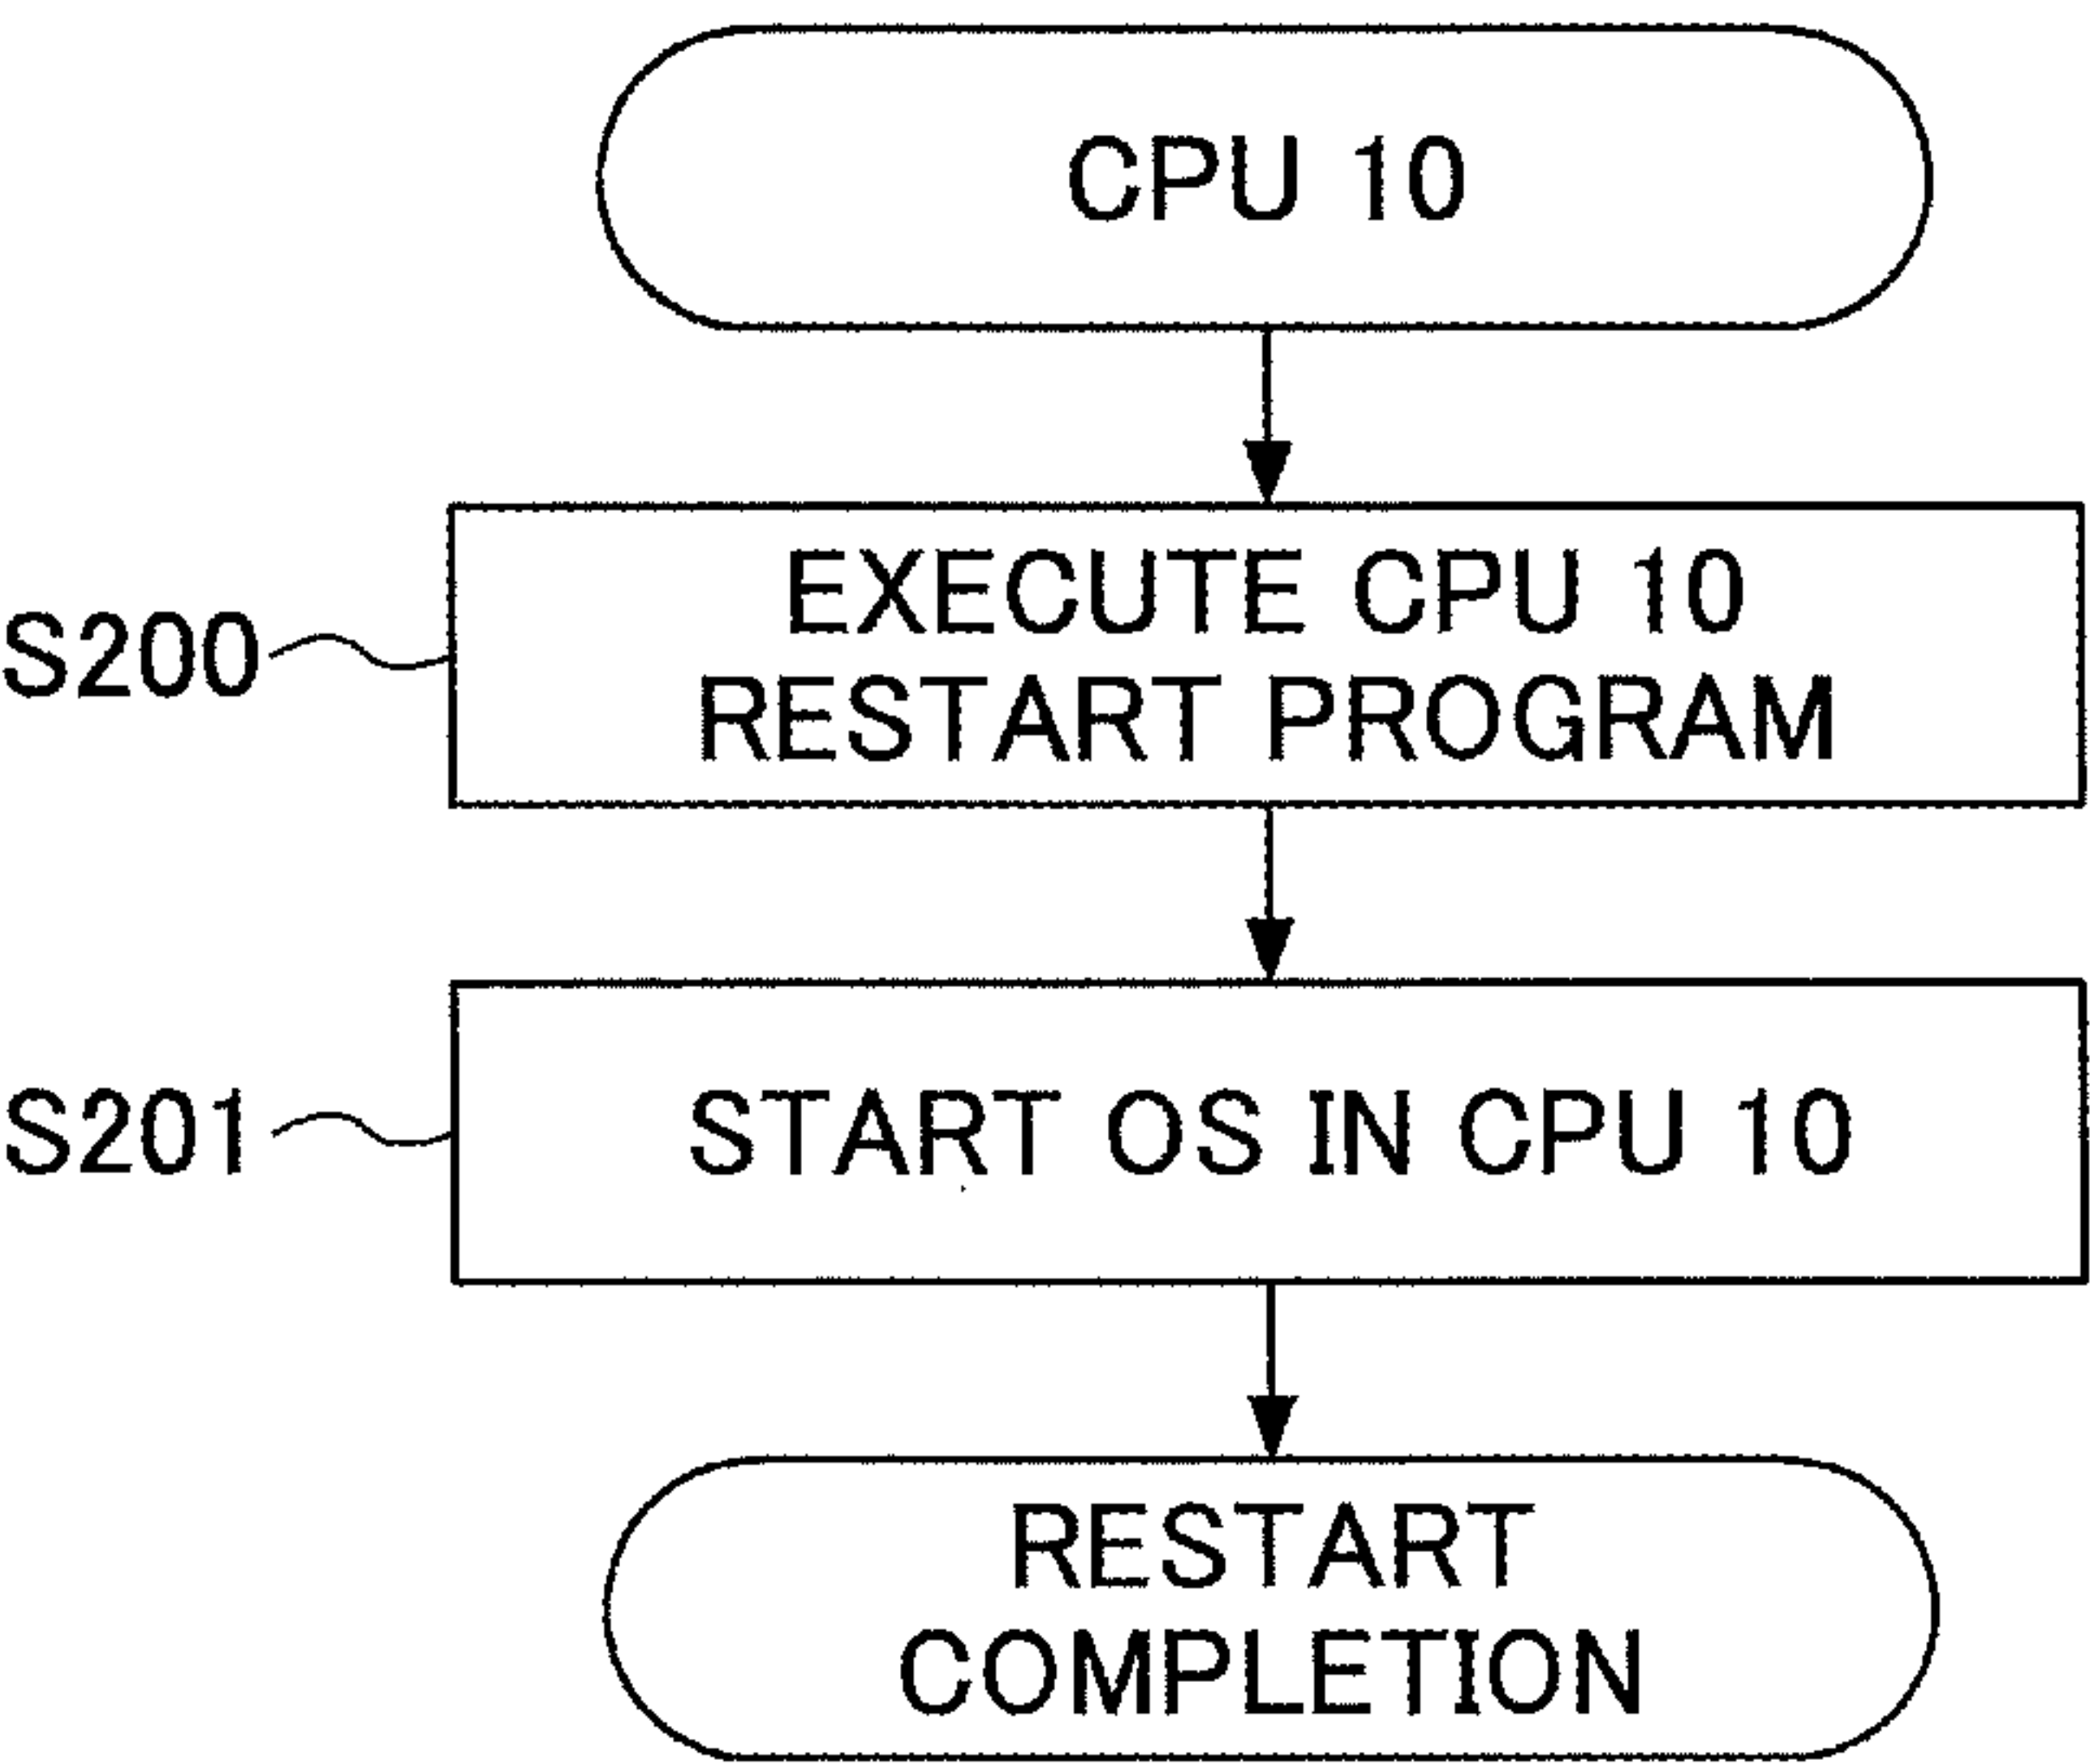 CPU 10
EXECUTE CPU 10
RESTART PROGRAM
S200
START OS IN CPU 10
S201
RESTART
COMPLETION